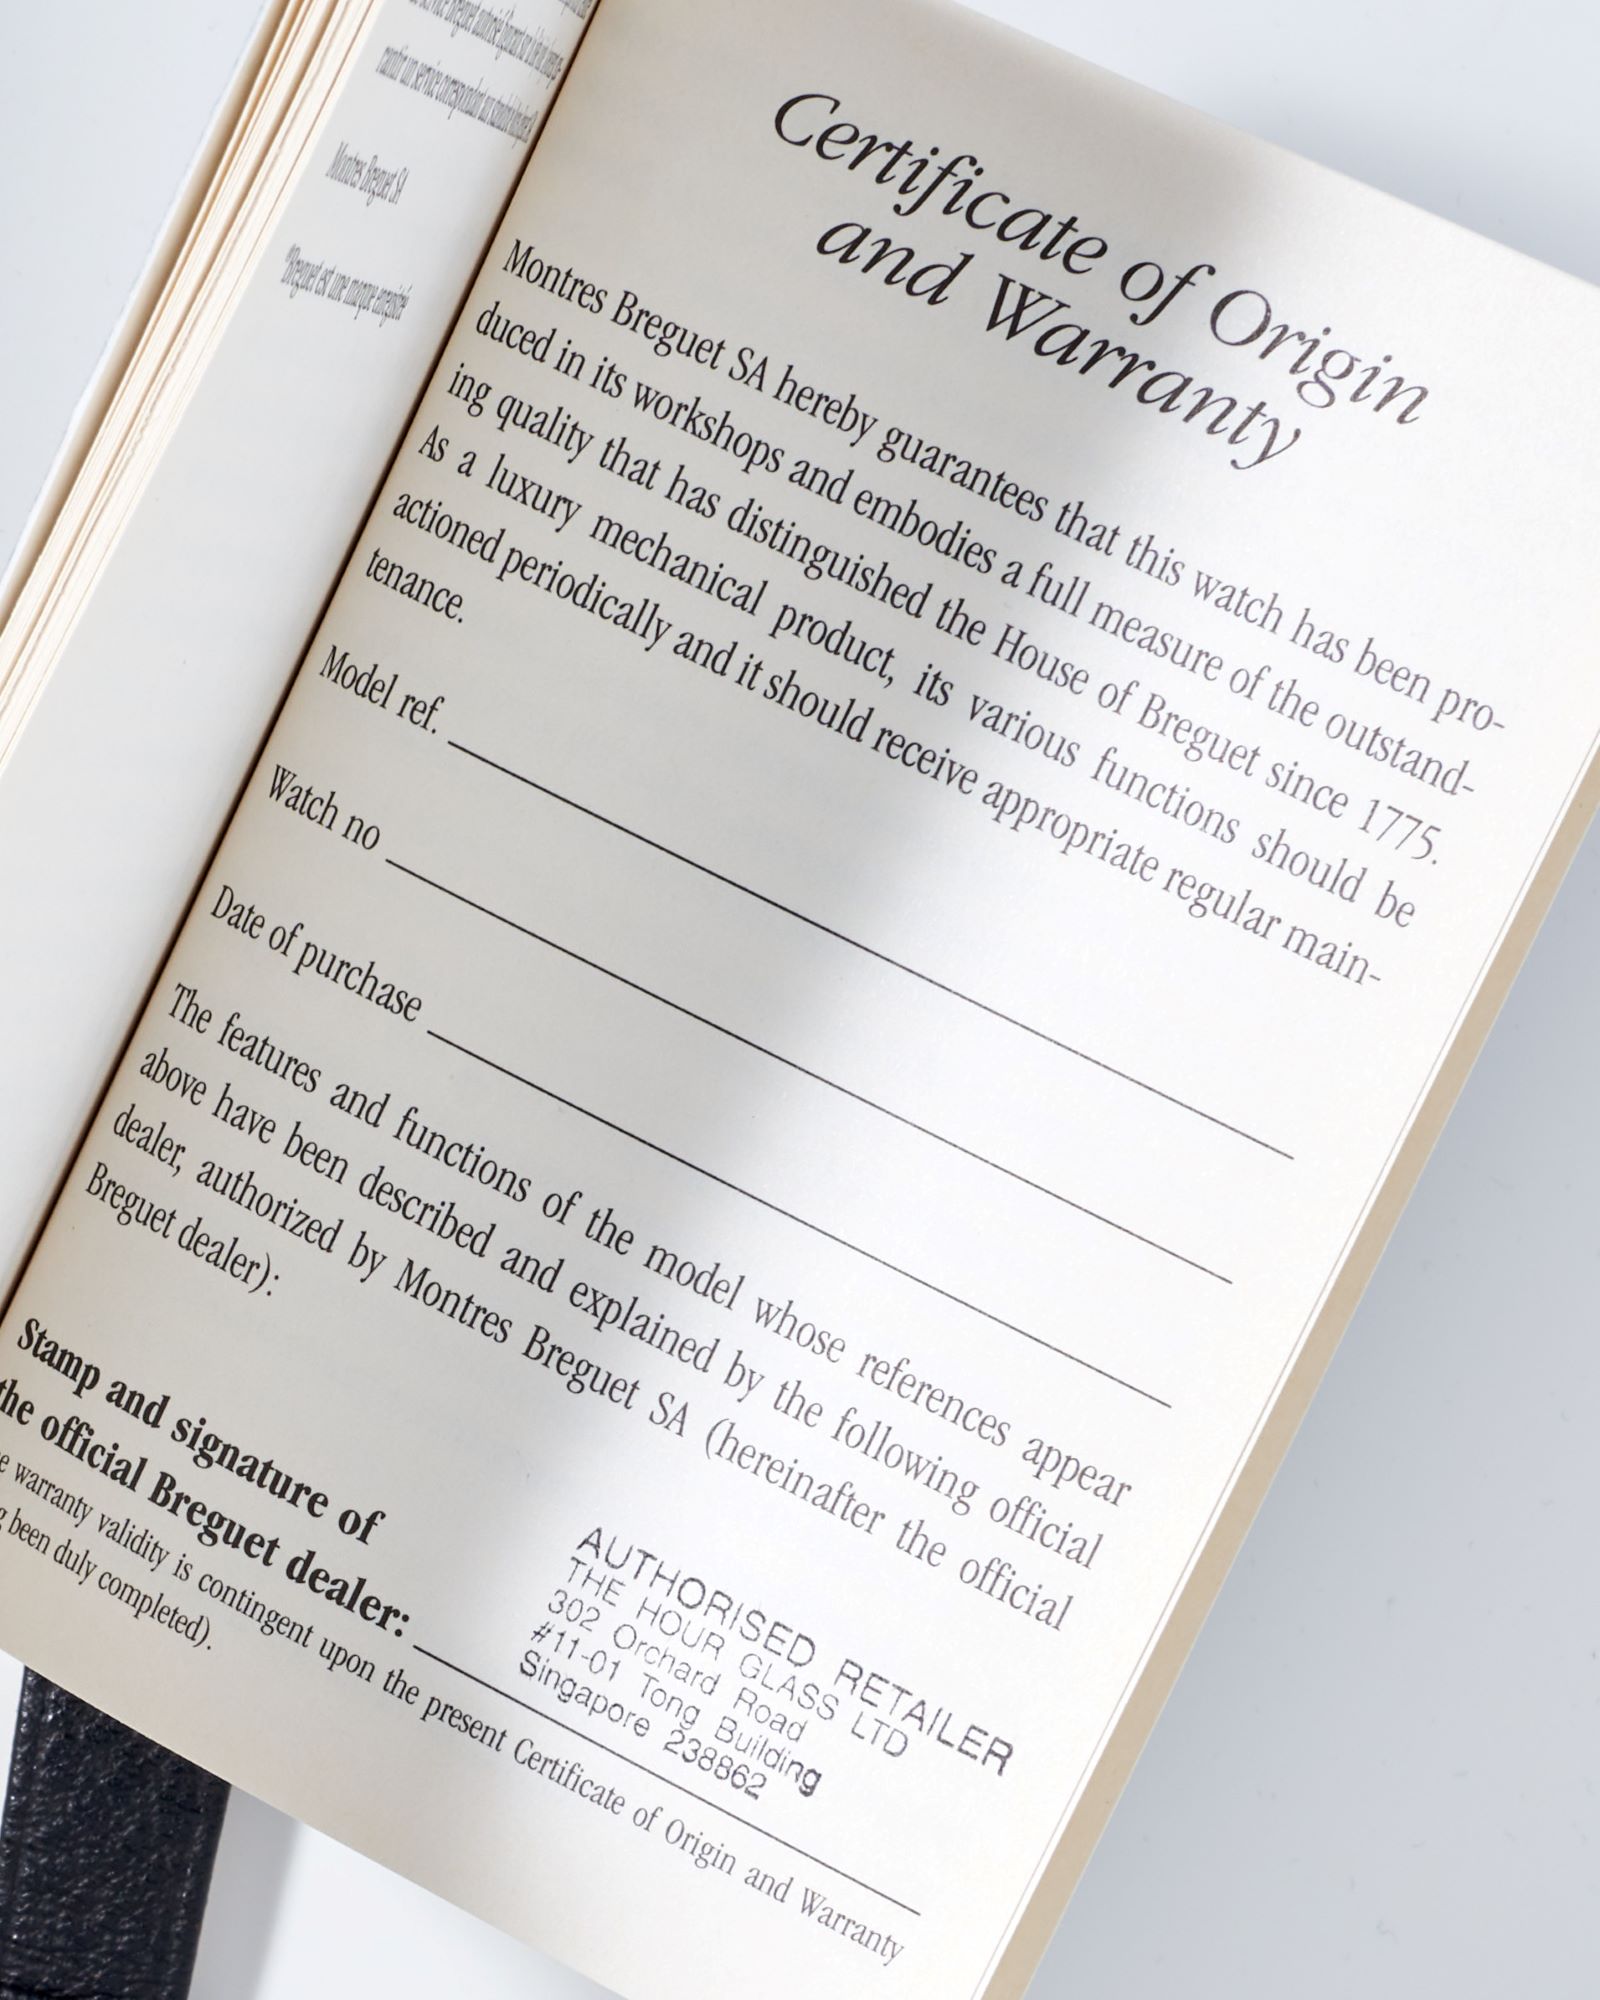 Montres Breguet SA
Certificate of Origin
and Warranty
Montres Breguet SA hereby guarantees that this watch has been pro-
duced in its workshops and embodies a full measure of the outstand-
ing quality that has distinguished the House of Breguet since 1775.
As a luxury mechanical product, its various functions should be
actioned periodically and it should receive appropriate regular main-
tenance.
Model ref.
Watch no
Date of purchase
The features and functions of the model whose references appear
above have been described and explained by the following official
dealer, authorized by Montres Breguet SA (hereinafter the official
Breguet dealer):
Stamp and signature of
the official Breguet dealer:
warranty validity is contingent upon the present Certificate of Origin and Warranty
been duly completed).
AUTHORISED RETAILER
THE HOUR GLASS LTD
302 Orchard Road
#11-01 Tong Building
Singapore 238862